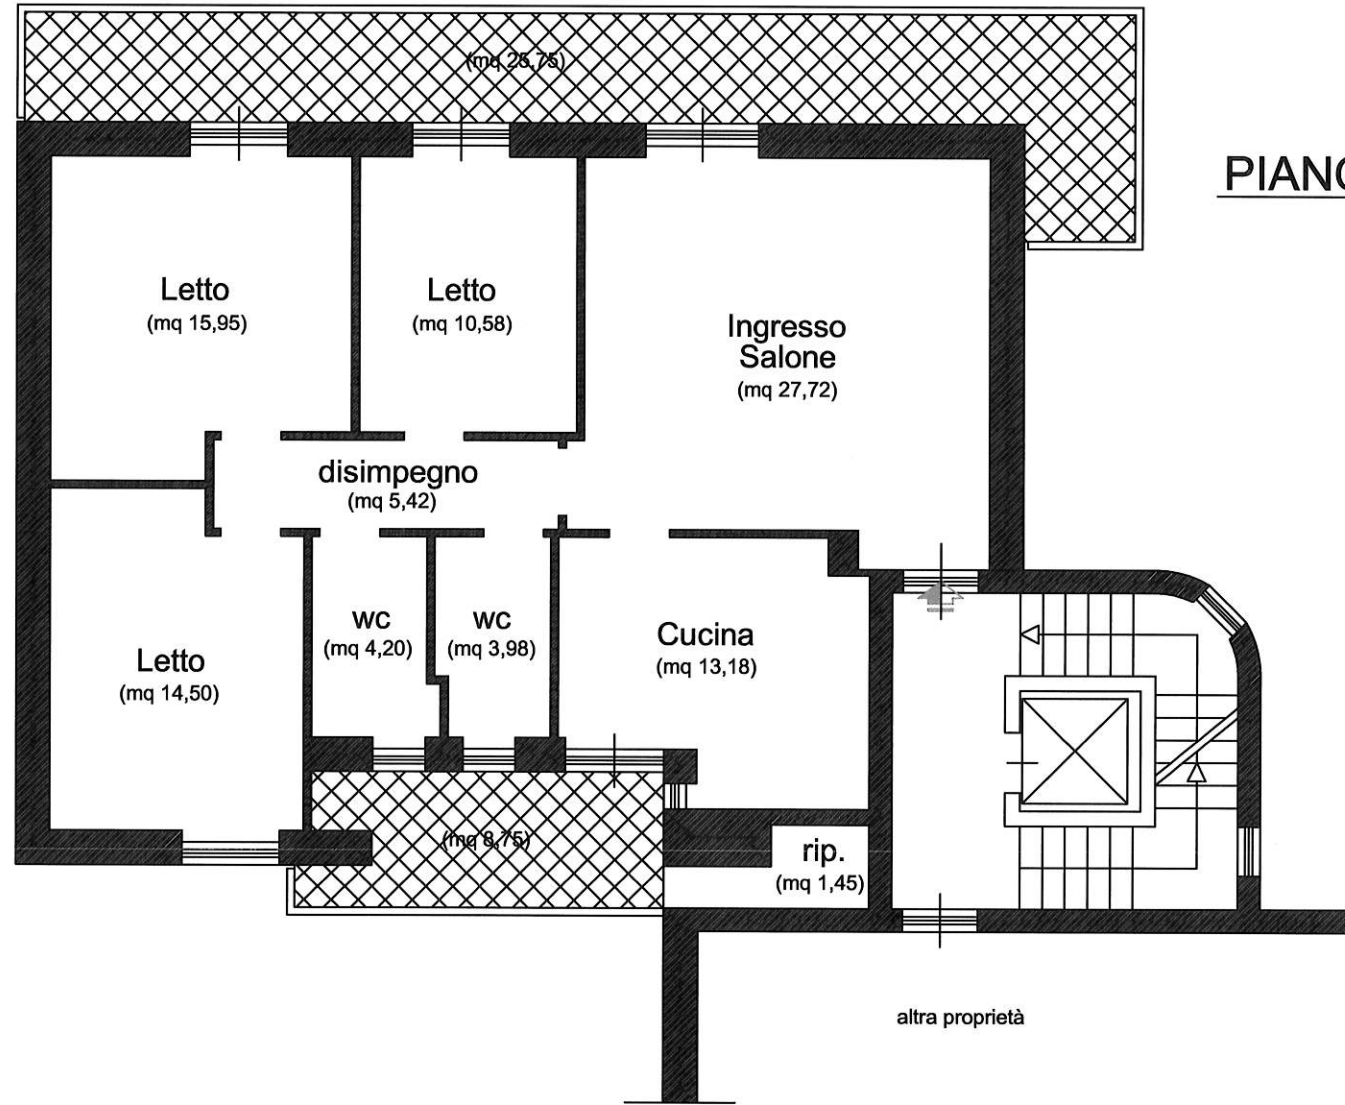 (mq 25,75)
PIANO
Letto
(mq 15,95)
Letto
(mq 10,58)
Ingresso
Salone
(mq 27,72)
disimpegno
(mq 5,42)
Letto
(mq 14,50)
wc
(mq 4,20)
wc
(mq 3,98)
Cucina
(mq 13,18)
(mq 8,75)
rip.
(mq 1,45)
altra proprietà